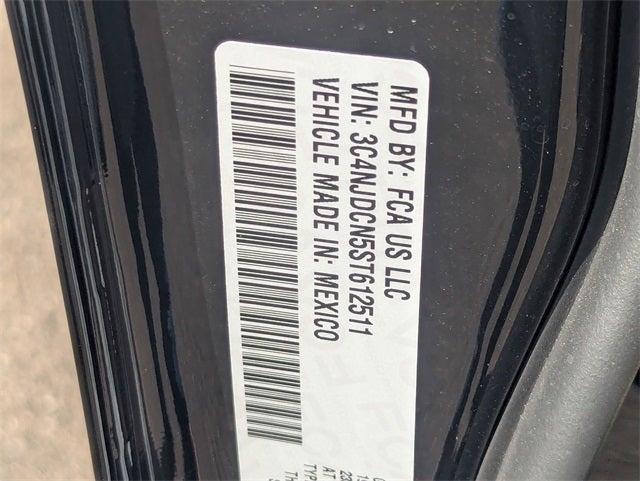 MFD BY: FCA US LLC
VIN: 3C4NJDCN5ST612511
VEHICLE MADE IN: MEXICO